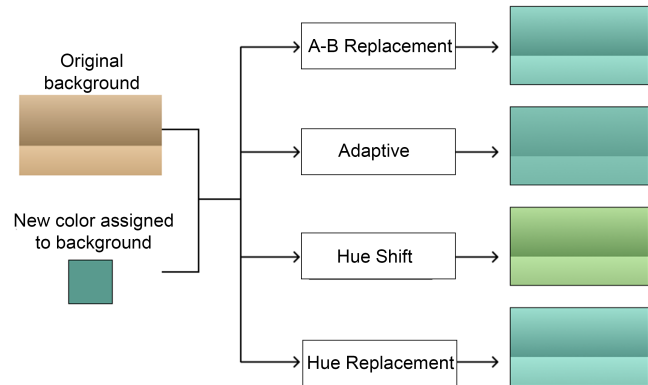 Original
background
New color assigned
to background
A-B Replacement
Adaptive
Hue Shift
Hue Replacement